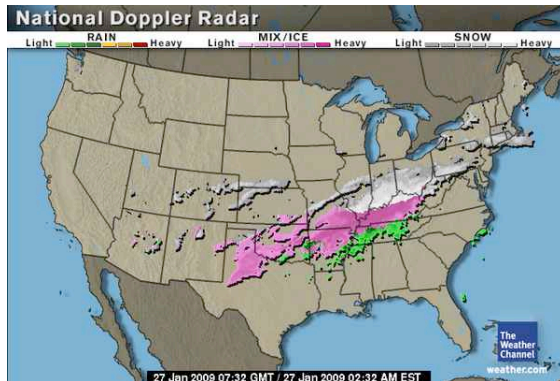 National Doppler Radar
RAIN MIX/ICE SNOW
Light Heavy Light Heavy Light Heavy
The
Weather
Channel
weather.com
27 Jan 2009 07:32 GMT / 27 Jan 2009 02:32 AM EST